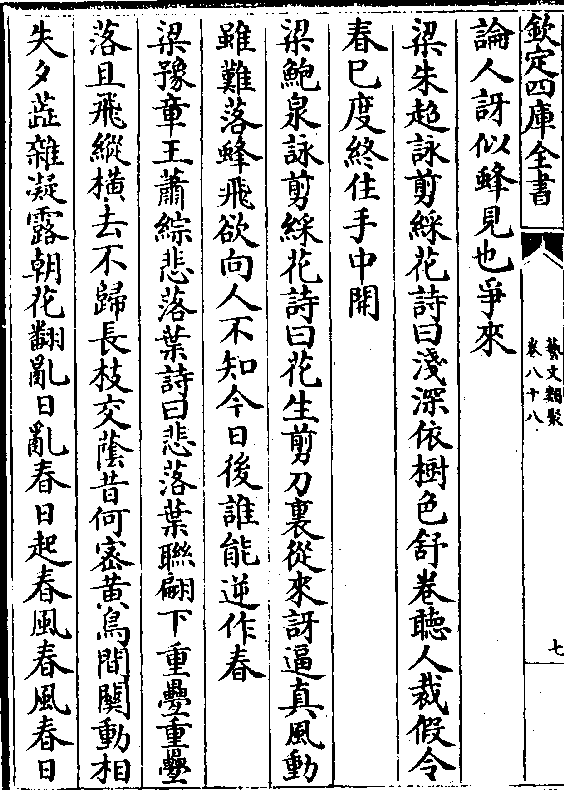 欽定四庫全書
藝文類聚
卷八十八
七
論人訝似蜂見也爭來
梁朱超詠剪綵花詩曰淺深依樹色舒卷聽人裁假令
春已度終住手中開
梁鮑泉詠剪綵花詩曰花生剪刀裏從來訝逼真風動
雖難落蜂飛欲向人不知今日後誰能逆作春
梁豫章王蕭綜悲落葉詩曰悲落葉聯翩下重疊重疊
落且飛縱横去不歸長枝交蔭昔何密黄鳥間關動相
失夕蕋雜凝露朝花翻亂日亂春日起春風春風春日